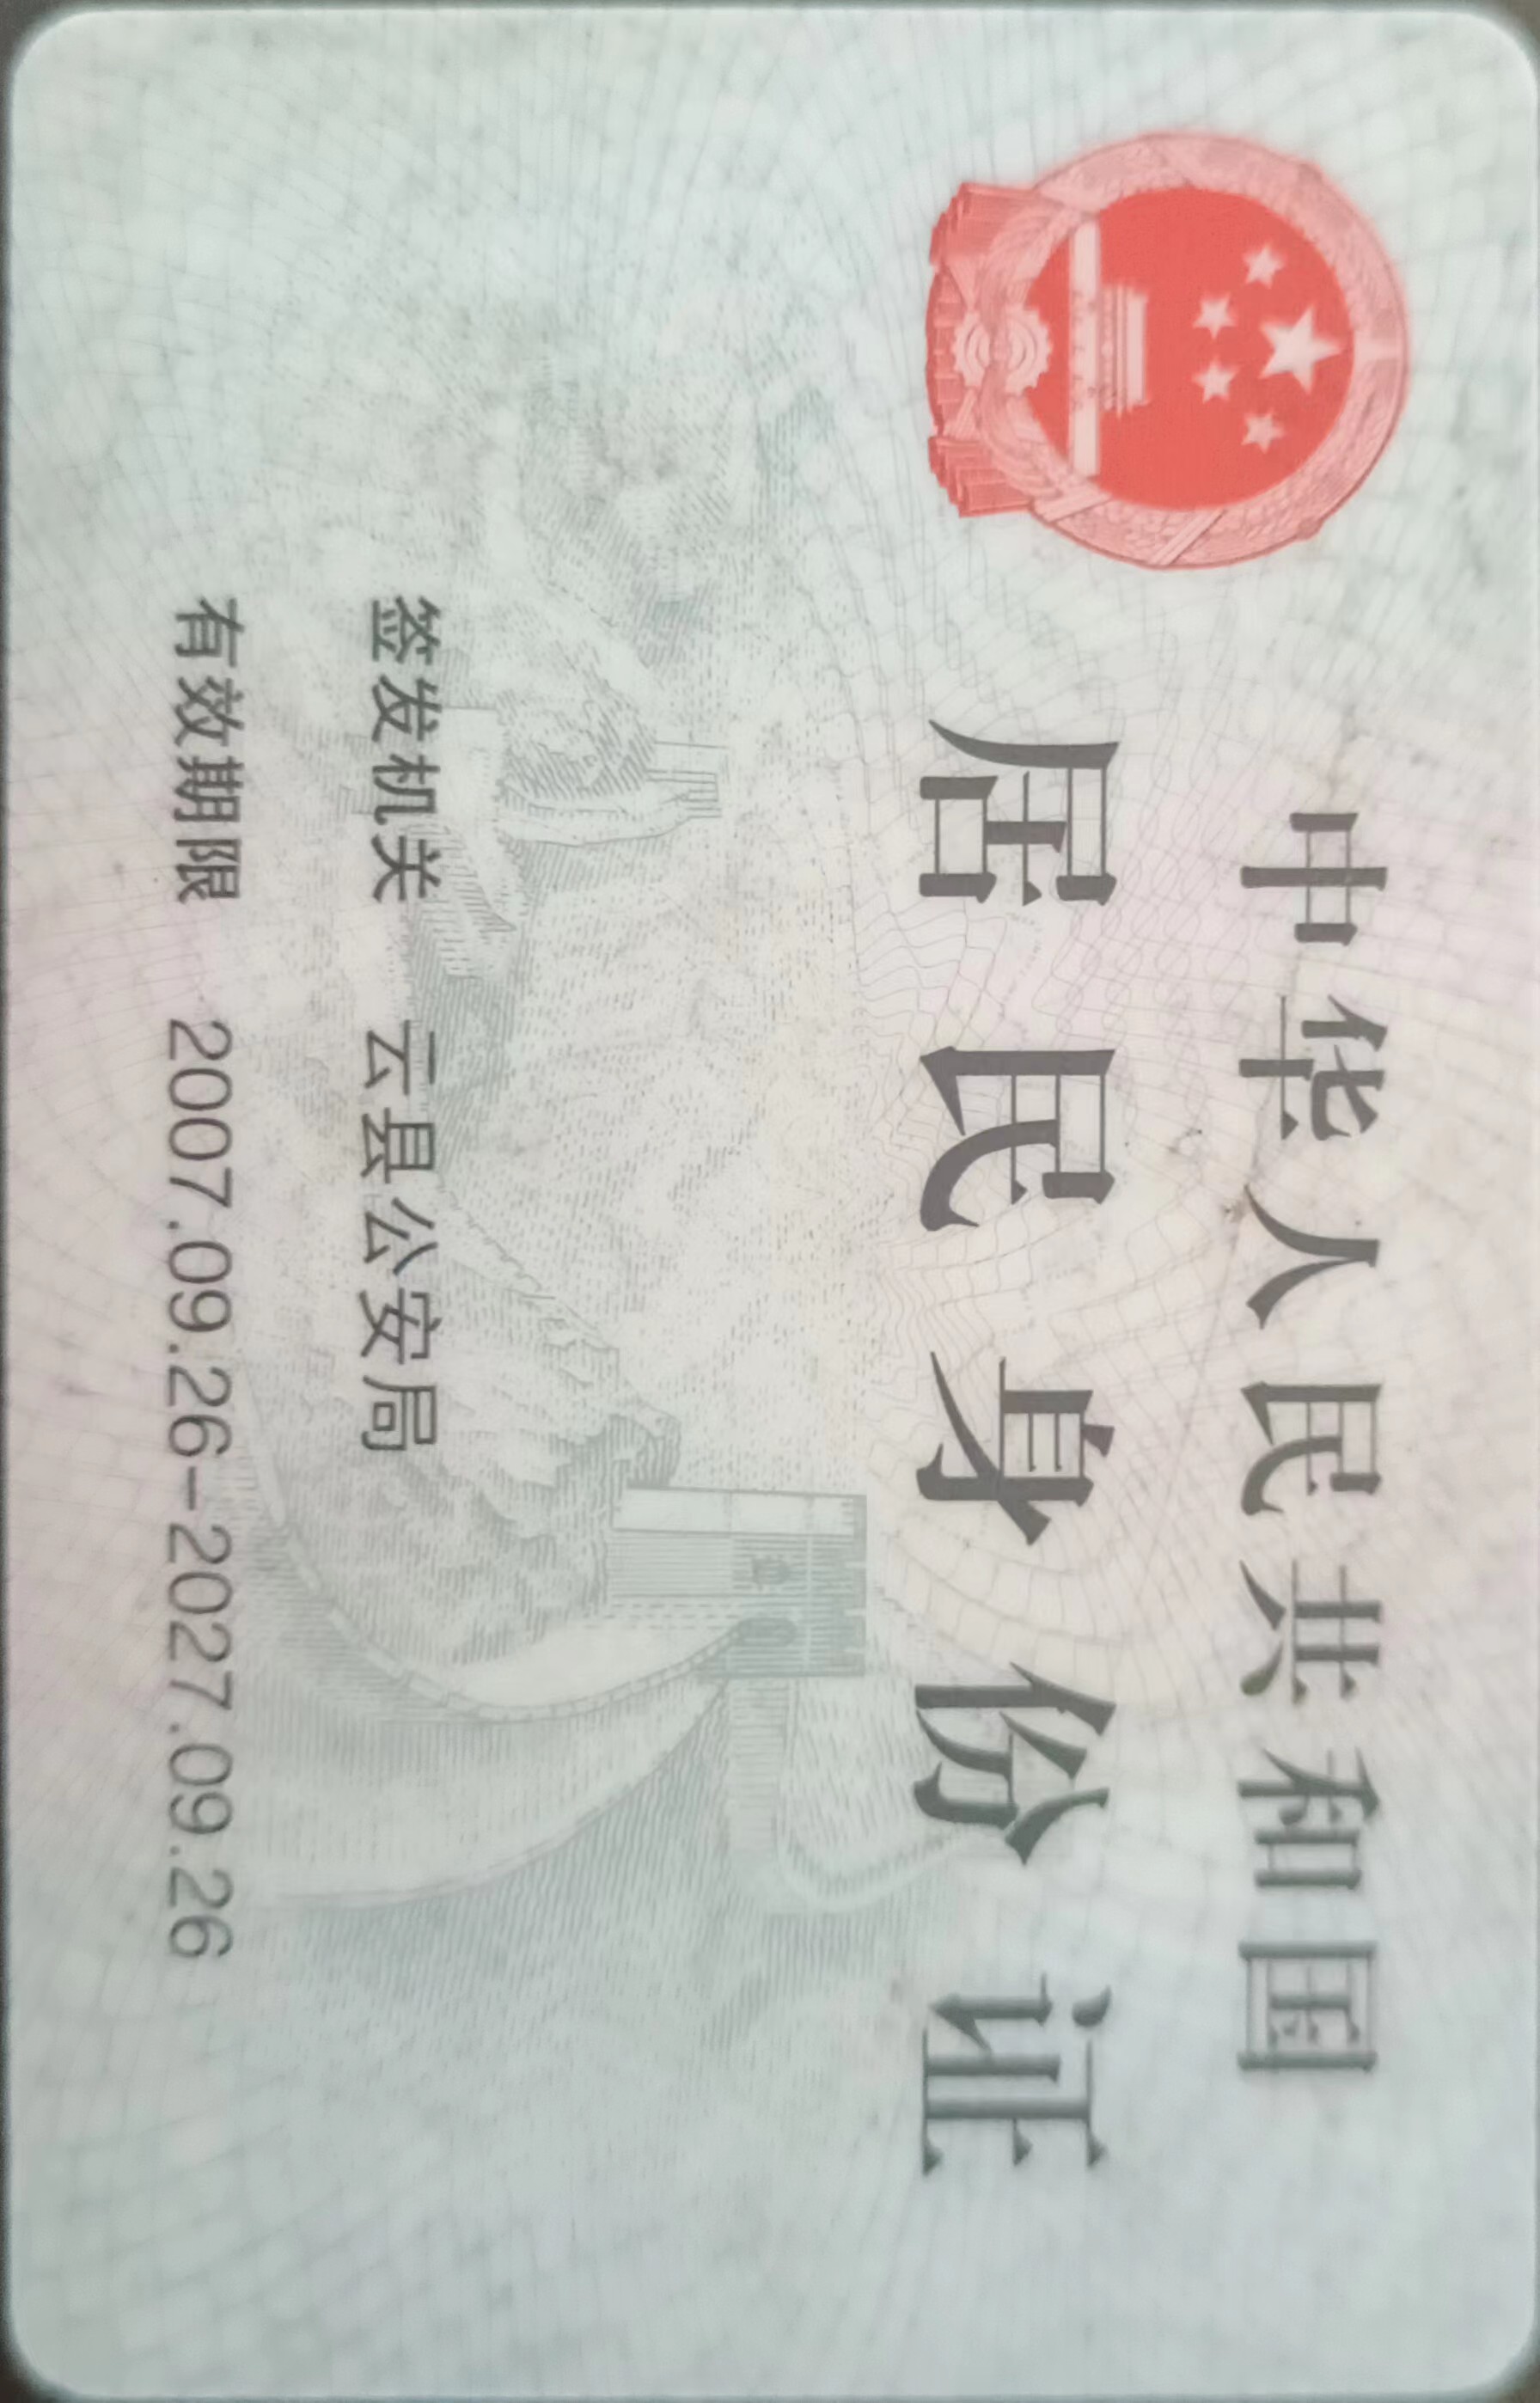 中华人民共和国
居民身份证
签发机关 云县公安局
有效期限 2007.09.26-2027.09.26